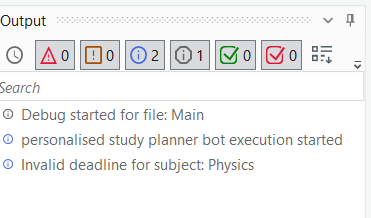 Output
0 0 2 1 0 0
Search
Debug started for file: Main
personalised study planner bot execution started
Invalid deadline for subject: Physics